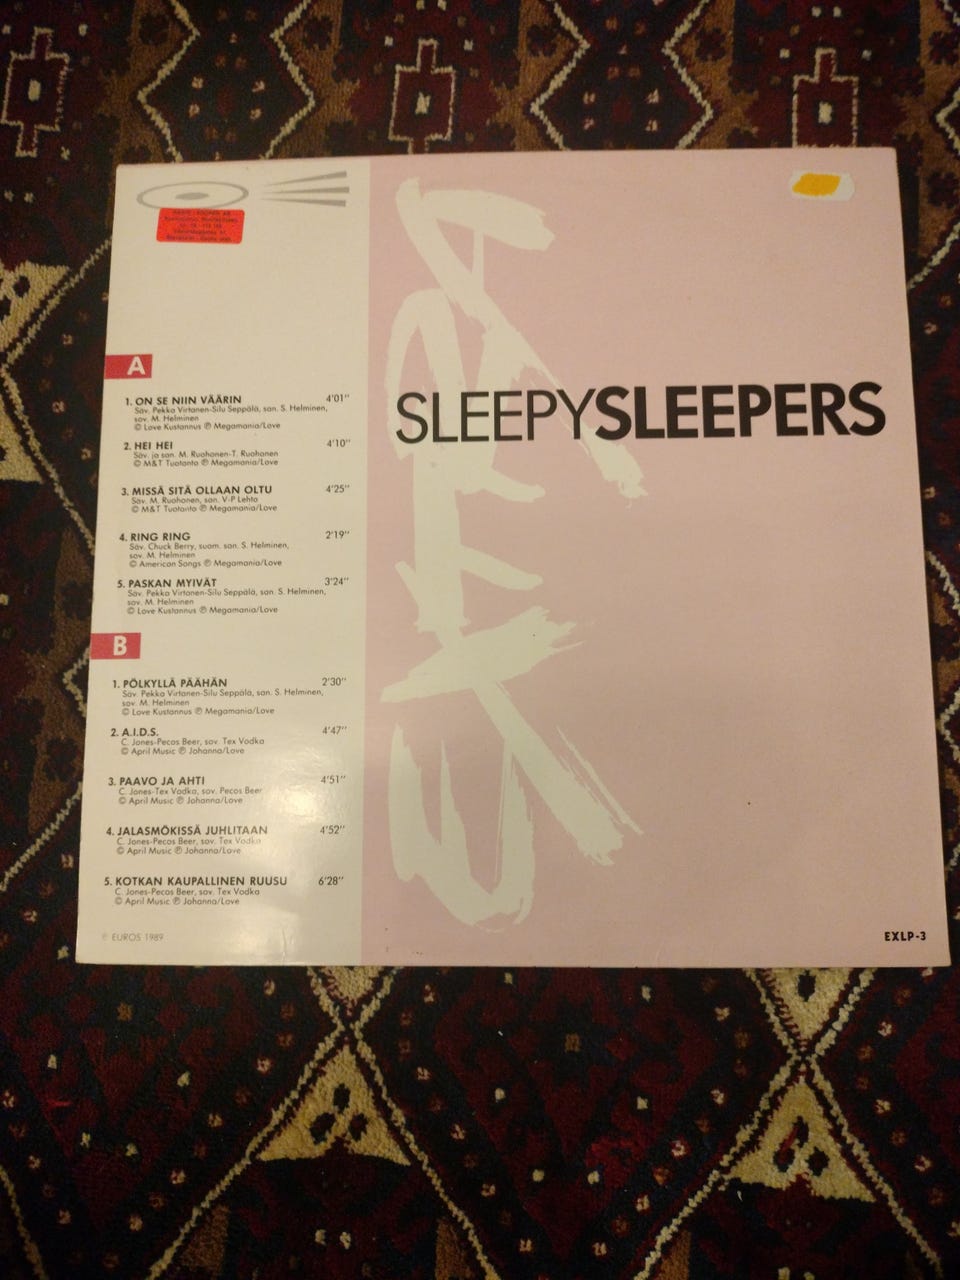 A
1. ON SE NIIN VÄÄRIN 4'01"
Säv. Pekka Virtanen-Silu Seppälä, san. S. Helminen,
sov. M. Helminen
© Love Kustannus ℗ Megamania/Love
2. HEI HEI 4'10"
Säv. ja san. M. Ruohonen-T. Ruohonen
© M&T Tuotanto ℗ Megamania/Love
3. MISSÄ SITÄ OLLAAN OLTU 4'25"
Säv. M. Ruohonen, san. V-P Lehto
© M&T Tuotanto ℗ Megamania/Love
4. RING RING 2'19"
Säv. Chuck Berry, suom. san. S. Helminen,
sov. M. Helminen
© American Songs ℗ Megamania/Love
5. PASKAN MYIVÄT 3'24"
Säv. Pekka Virtanen-Silu Seppälä, san. S. Helminen,
sov. M. Helminen
© Love Kustannus ℗ Megamania/Love
B
1. PÖLKYLLÄ PÄÄHÄN 2'30"
Säv. Pekka Virtanen-Silu Seppälä, san. S. Helminen,
sov. M. Helminen
© Love Kustannus ℗ Megamania/Love
2. A.I.D.S. 4'47"
C. Jones-Pecos Beer, sov. Tex Vodka
© April Music ℗ Johanna/Love
3. PAAVO JA AHTI 4'51"
C. Jones-Tex Vodka, sov. Pecos Beer
© April Music ℗ Johanna/Love
4. JALASMÖKISSÄ JUHLITAAN 4'52"
C. Jones-Pecos Beer, sov. Tex Vodka
© April Music ℗ Johanna/Love
5. KOTKAN KAUPALLINEN RUUSU 6'28"
C. Jones-Pecos Beer, sov. Tex Vodka
© April Music ℗ Johanna/Love
℗ EUROS 1989
SLEEPYSLEEPERS
EXLP-3